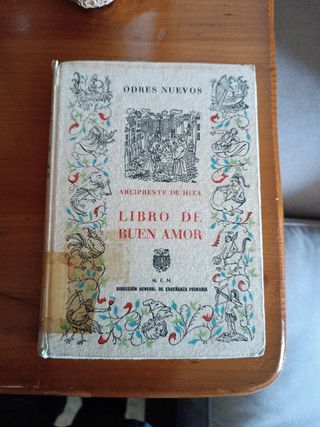 ODRES NUEVOS
ARCIPRESTE DE HITA
LIBRO DE
BUEN AMOR
M. E. N.
DIRECCIÓN GENERAL DE ENSEÑANZA PRIMARIA